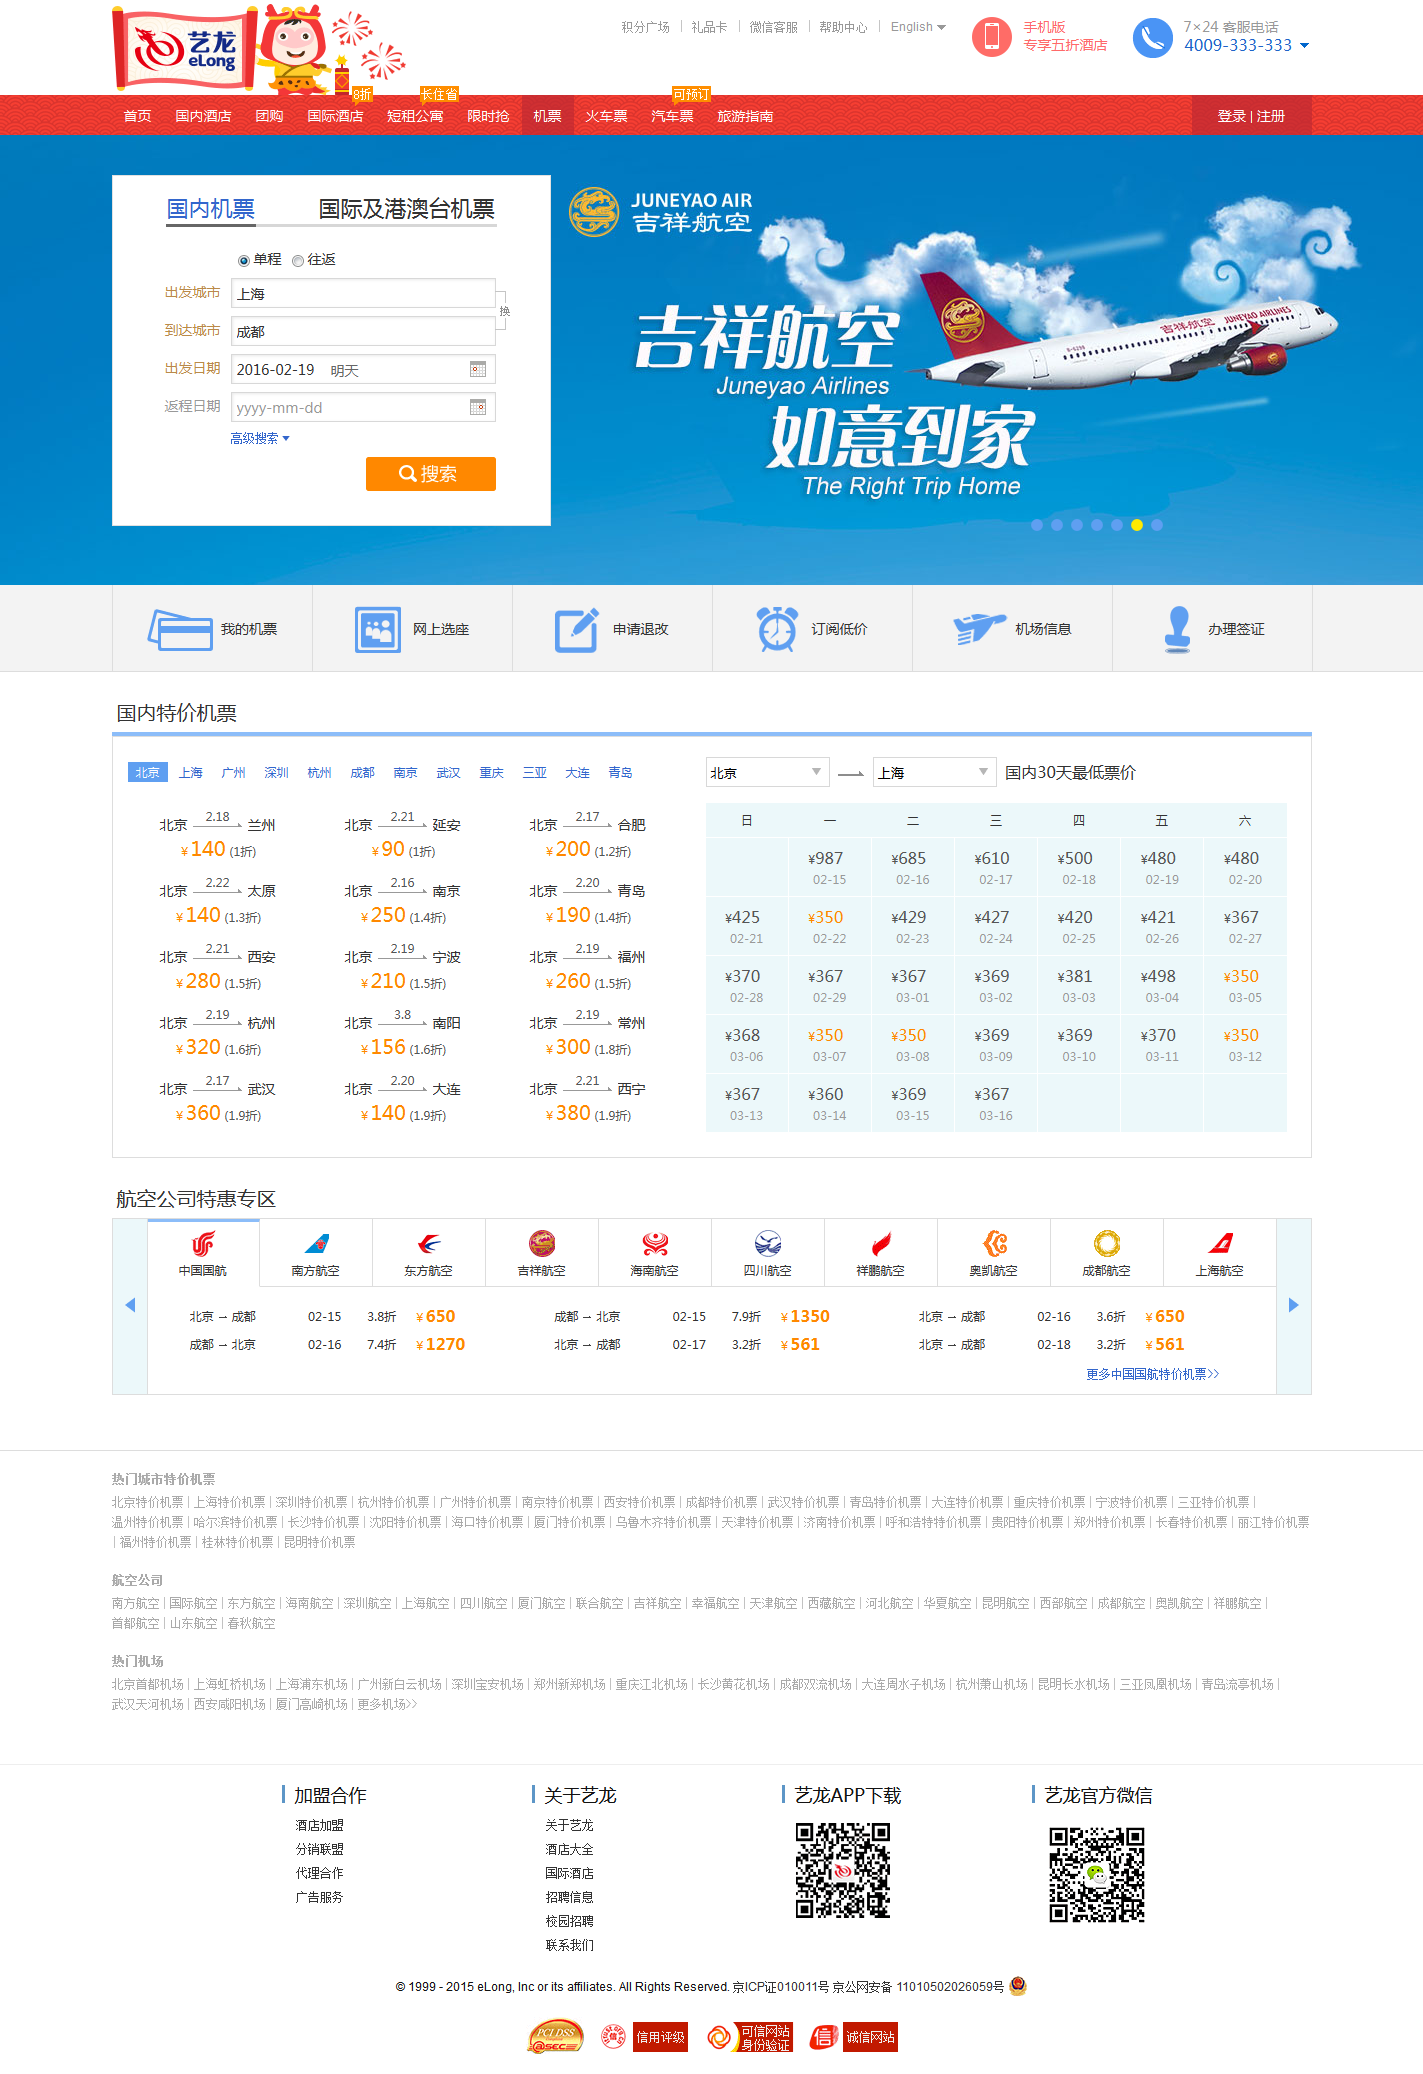 艺龙
eLong
积分广场 | 礼品卡 | 微信客服 | 帮助中心 | English
手机版
专享五折酒店
7×24 客服电话
4009-333-333
8折
长住省
可预订
首页 国内酒店 团购 国际酒店 短租公寓 限时抢 机票 火车票 汽车票 旅游指南
登录 | 注册
国内机票 国际及港澳台机票
单程 往返
出发城市 上海
换
到达城市 成都
出发日期 2016-02-19 明天
返程日期 yyyy-mm-dd
高级搜索
搜索
JUNEYAO AIR
吉祥航空
吉祥航空
Juneyao Airlines
如意到家
The Right Trip Home
吉祥航空 JUNEYAO AIRLINES
我的机票 网上选座 申请退改 订阅低价 机场信息 办理签证
国内特价机票
北京 上海 广州 深圳 杭州 成都 南京 武汉 重庆 三亚 大连 青岛
北京 2.18 兰州 北京 2.21 延安 北京 2.17 合肥
¥140 (1折) ¥90 (1折) ¥200 (1.2折)
北京 2.22 太原 北京 2.16 南京 北京 2.20 青岛
¥140 (1.3折) ¥250 (1.4折) ¥190 (1.4折)
北京 2.21 西安 北京 2.19 宁波 北京 2.19 福州
¥280 (1.5折) ¥210 (1.5折) ¥260 (1.5折)
北京 2.19 杭州 北京 3.8 南阳 北京 2.19 常州
¥320 (1.6折) ¥156 (1.6折) ¥300 (1.8折)
北京 2.17 武汉 北京 2.20 大连 北京 2.21 西宁
¥360 (1.9折) ¥140 (1.9折) ¥380 (1.9折)
北京 上海 国内30天最低票价
日 一 二 三 四 五 六
¥987 ¥685 ¥610 ¥500 ¥480 ¥480
02-15 02-16 02-17 02-18 02-19 02-20
¥425 ¥350 ¥429 ¥427 ¥420 ¥421 ¥367
02-21 02-22 02-23 02-24 02-25 02-26 02-27
¥370 ¥367 ¥367 ¥369 ¥381 ¥498 ¥350
02-28 02-29 03-01 03-02 03-03 03-04 03-05
¥368 ¥350 ¥350 ¥369 ¥369 ¥370 ¥350
03-06 03-07 03-08 03-09 03-10 03-11 03-12
¥367 ¥360 ¥369 ¥367
03-13 03-14 03-15 03-16
航空公司特惠专区
中国国航 南方航空 东方航空 吉祥航空 海南航空 四川航空 祥鹏航空 奥凯航空 成都航空 上海航空
北京 → 成都 02-15 3.8折 ¥650 成都 → 北京 02-15 7.9折 ¥1350 北京 → 成都 02-16 3.6折 ¥650
成都 → 北京 02-16 7.4折 ¥1270 北京 → 成都 02-17 3.2折 ¥561 北京 → 成都 02-18 3.2折 ¥561
更多中国国航特价机票>>
热门城市特价机票
北京特价机票 | 上海特价机票 | 深圳特价机票 | 杭州特价机票 | 广州特价机票 | 南京特价机票 | 西安特价机票 | 成都特价机票 | 武汉特价机票 | 青岛特价机票 | 大连特价机票 | 重庆特价机票 | 宁波特价机票 | 三亚特价机票 |
温州特价机票 | 哈尔滨特价机票 | 长沙特价机票 | 沈阳特价机票 | 海口特价机票 | 厦门特价机票 | 乌鲁木齐特价机票 | 天津特价机票 | 济南特价机票 | 呼和浩特特价机票 | 贵阳特价机票 | 郑州特价机票 | 长春特价机票 | 丽江特价机票
| 福州特价机票 | 桂林特价机票 | 昆明特价机票
航空公司
南方航空 | 国际航空 | 东方航空 | 海南航空 | 深圳航空 | 上海航空 | 四川航空 | 厦门航空 | 联合航空 | 吉祥航空 | 幸福航空 | 天津航空 | 西藏航空 | 河北航空 | 华夏航空 | 昆明航空 | 西部航空 | 成都航空 | 奥凯航空 | 祥鹏航空 |
首都航空 | 山东航空 | 春秋航空
热门机场
北京首都机场 | 上海虹桥机场 | 上海浦东机场 | 广州新白云机场 | 深圳宝安机场 | 郑州新郑机场 | 重庆江北机场 | 长沙黄花机场 | 成都双流机场 | 大连周水子机场 | 杭州萧山机场 | 昆明长水机场 | 三亚凤凰机场 | 青岛流亭机场 |
武汉天河机场 | 西安咸阳机场 | 厦门高崎机场 | 更多机场>>
加盟合作 关于艺龙 艺龙APP下载 艺龙官方微信
酒店加盟 关于艺龙
分销联盟 酒店大全
代理合作 国际酒店
广告服务 招聘信息
校园招聘
联系我们
© 1999 - 2015 eLong, Inc or its affiliates. All Rights Reserved. 京ICP证010011号 京公网安备 11010502026059号
PCI.DSS
@SEC
信用评级
可信网站
身份验证
信
诚信网站